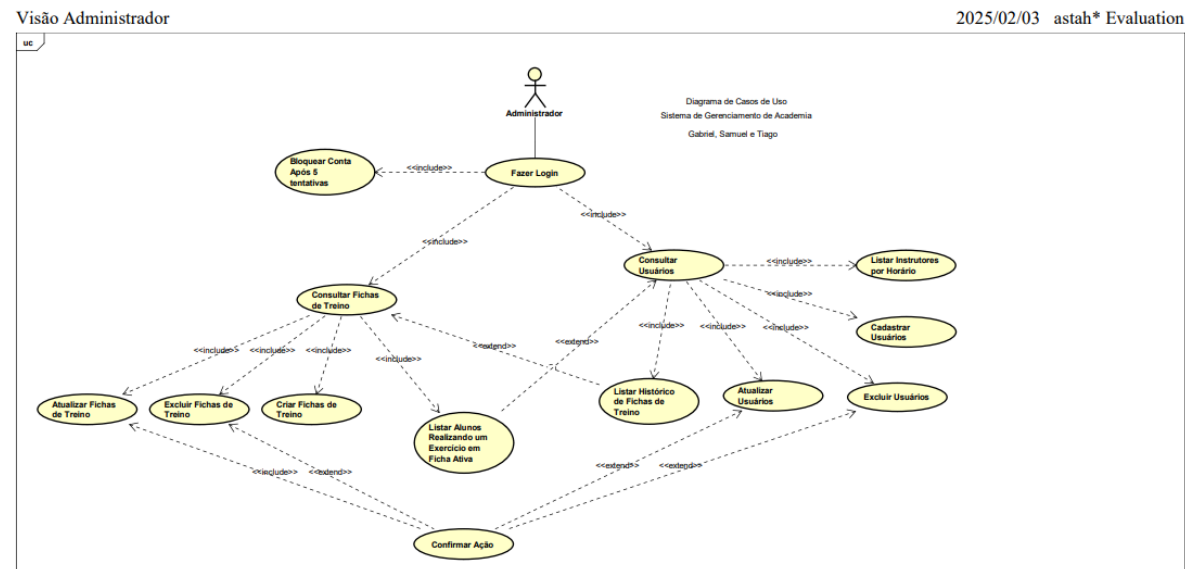 Visão Administrador
2025/02/03 astah* Evaluation
uc
Administrador
Diagrama de Casos de Uso
Sistema de Gerenciamento de Academia
Gabriel, Samuel e Tiago
Bloquear Conta
Após 5
tentativas
<<include>>
Fazer Login
<<include>>
<<include>>
Consultar
Usuários
<<include>>
Listar Instrutores
por Horário
Consultar Fichas
de Treino
<<include>>
Cadastrar
Usuários
<<include>>
<<include>>
<<include>>
<<include>>
<<extend>>
<<extend>>
<<include>>
<<include>>
<<include>>
Atualizar Fichas
de Treino
Excluir Fichas de
Treino
Criar Fichas de
Treino
Listar Alunos
Realizando um
Exercício em
Ficha Ativa
Listar Histórico
de Fichas de
Treino
Atualizar
Usuários
Excluir Usuários
<<include>>
<<extend>>
<<extend>>
<<extend>>
Confirmar Ação